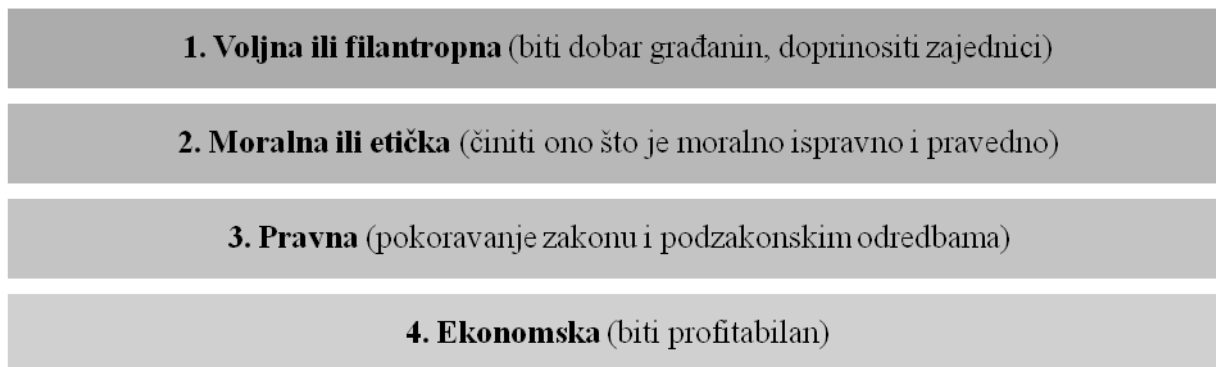 1. Voljna ili filantropna (biti dobar građanin, doprinositi zajednici)
2. Moralna ili etička (činiti ono što je moralno ispravno i pravedno)
3. Pravna (pokoravanje zakonu i podzakonskim odredbama)
4. Ekonomska (biti profitabilan)